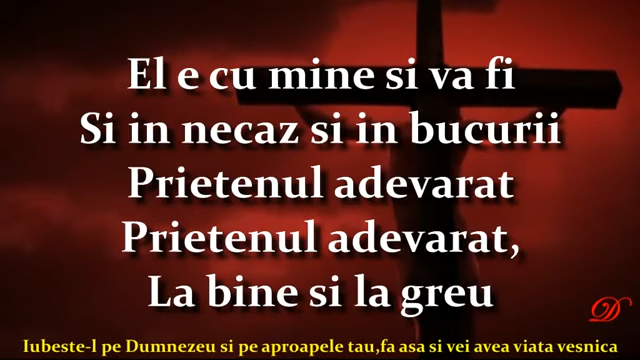 El e cu mine si va fi
Si in necaz si in bucurii
Prietenul adevarat
Prietenul adevarat,
La bine si la greu
D
Iubeste-l pe Dumnezeu si pe aproapele tau,fa asa si vei avea viata vesnica